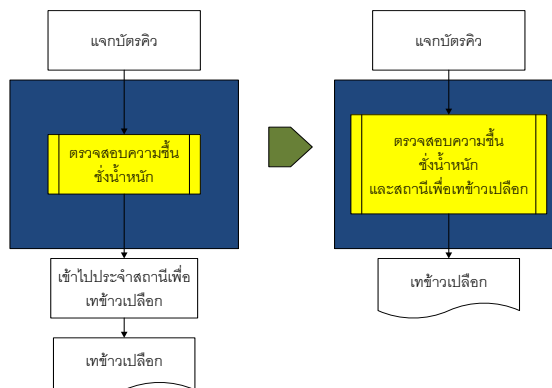 แจกบัตรคิว
ตรวจสอบความชื้น
ชั่งน้ำหนัก
เข้าไปประจำสถานีเพื่อ
เทข้าวเปลือก
เทข้าวเปลือก
แจกบัตรคิว
ตรวจสอบความชื้น
ชั่งน้ำหนัก
และสถานีเพื่อเทข้าวเปลือก
เทข้าวเปลือก